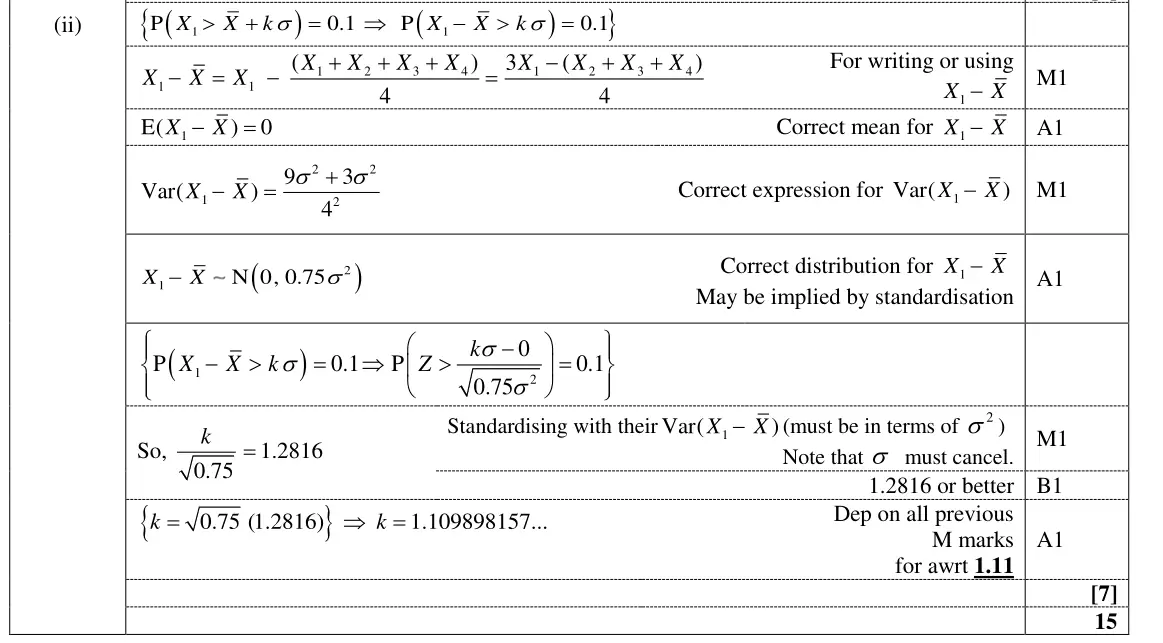 (ii)
{P(X₁ > X̄ + kσ) = 0.1 ⇒ P(X₁ − X̄ > kσ) = 0.1}
X₁ − X̄ = X₁ − (X₁ + X₂ + X₃ + X₄)/4 = (3X₁ − (X₂ + X₃ + X₄))/4
For writing or using
X₁ − X̄
M1
E(X₁ − X̄) = 0 Correct mean for X₁ − X̄ A1
Var(X₁ − X̄) = (9σ² + 3σ²)/4² Correct expression for Var(X₁ − X̄) M1
X₁ − X̄ ~ N(0, 0.75σ²)
Correct distribution for X₁ − X̄
May be implied by standardisation
A1
{P(X₁ − X̄ > kσ) = 0.1 ⇒ P(Z > (kσ − 0)/√(0.75σ²)) = 0.1}
So, k/√0.75 = 1.2816
Standardising with their Var(X₁ − X̄) (must be in terms of σ²)
Note that σ must cancel.
M1
1.2816 or better B1
{k = √0.75 (1.2816)} ⇒ k = 1.109898157...
Dep on all previous
M marks
for awrt 1.11
A1
[7]
15